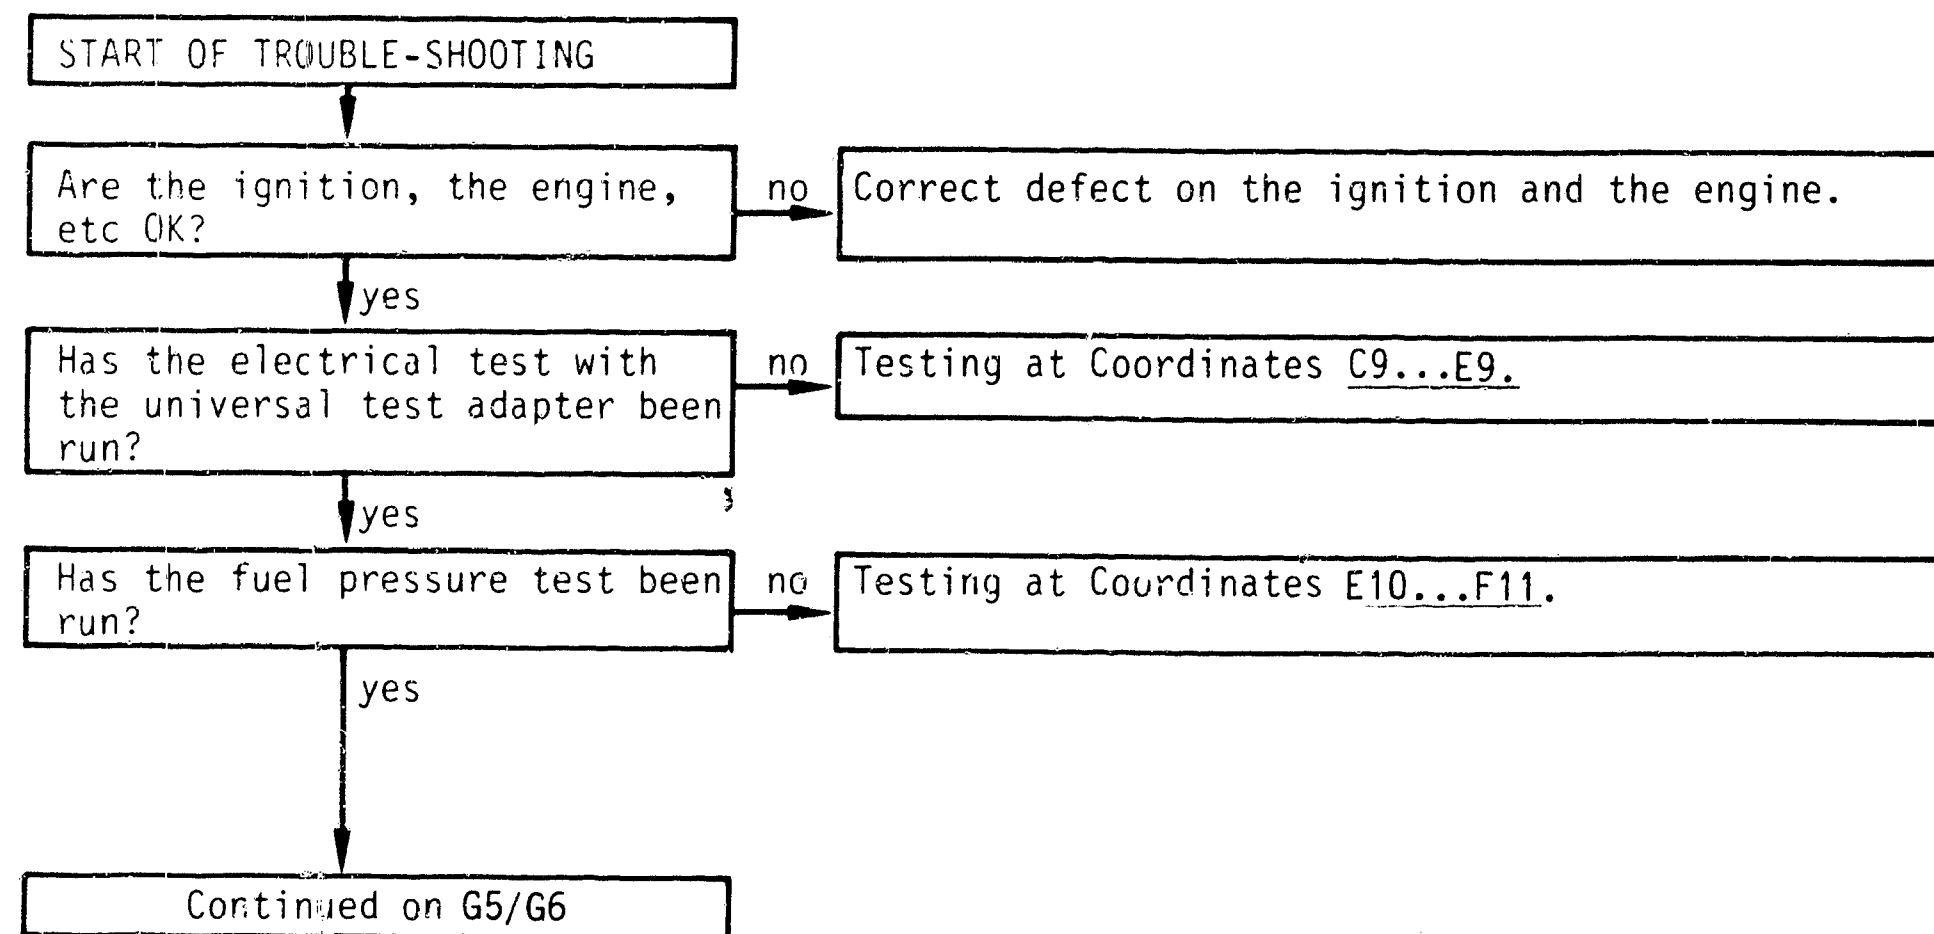 START OF TROUBLE-SHOOTING
Are the ignition, the engine,
etc OK?
no
Correct defect on the ignition and the engine.
yes
Has the electrical test with
the universal test adapter been
run?
no
Testing at Coordinates C9...E9.
yes
Has the fuel pressure test been
run?
no
Testing at Coordinates E10...F11.
yes
Continued on G5/G6